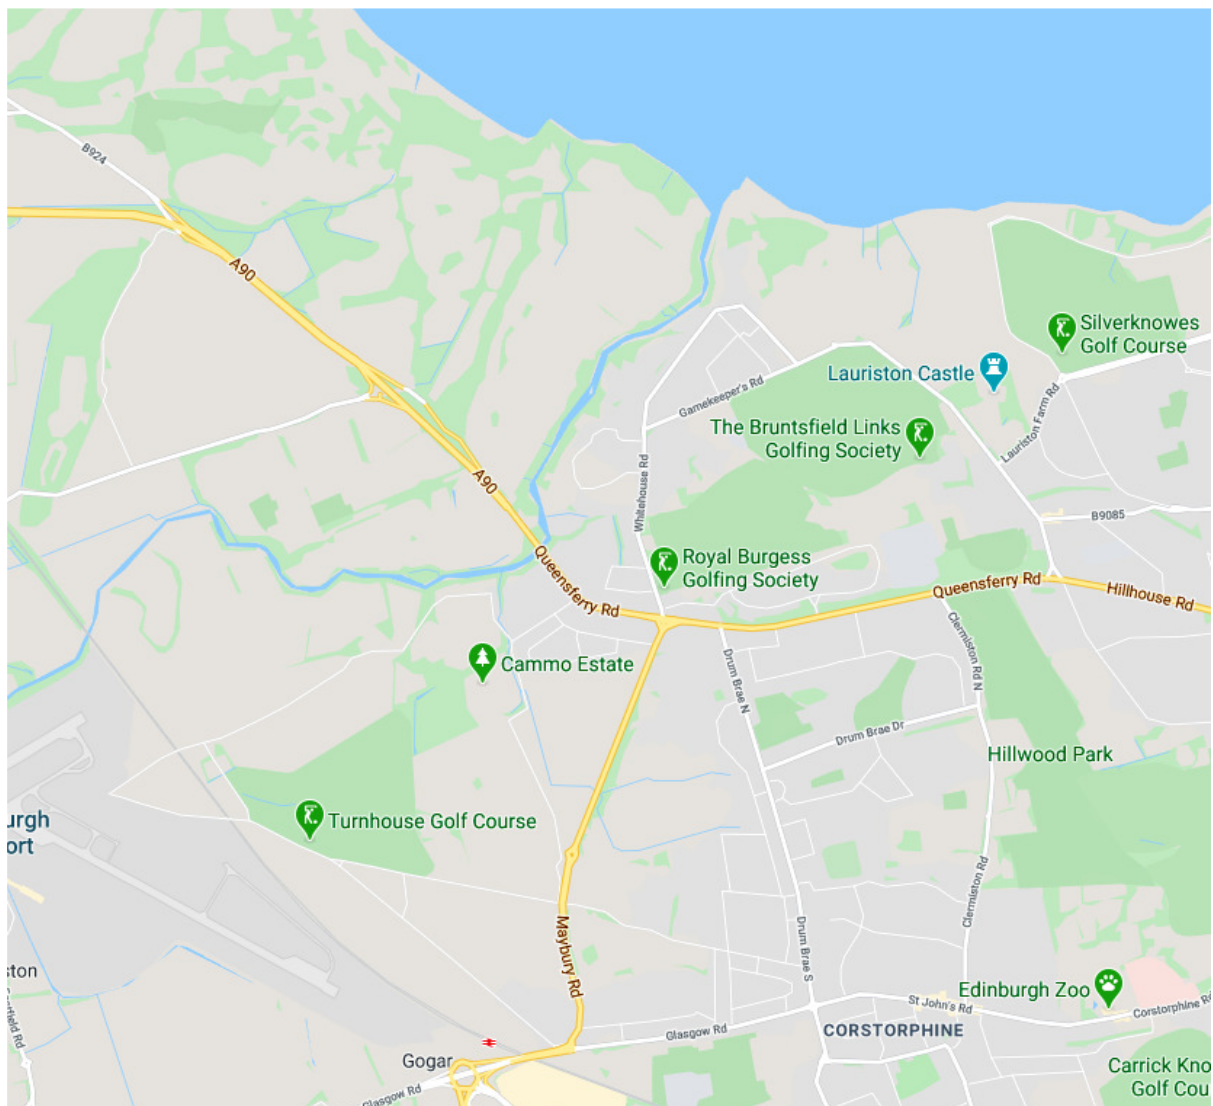 B924
A90
Silverknowes
Golf Course
Lauriston Castle
Gamekeeper's Rd
Lauriston Farm Rd
The Bruntsfield Links
Golfing Society
A90
Whitehouse Rd
B9085
Queensferry Rd
Royal Burgess
Golfing Society
Queensferry Rd
Hillhouse Rd
Cammo Estate
Drum Brae N
Clermiston Rd N
Drum Brae Dr
Hillwood Park
urgh
ort
Turnhouse Golf Course
Clermiston Rd
Maybury Rd
Drum Brae S
ston
Edinburgh Zoo
St John's Rd
Corstorphine Rd
Glasgow Rd
CORSTORPHINE
Gogar
Glasgow Rd
Carrick Kno
Golf Cou